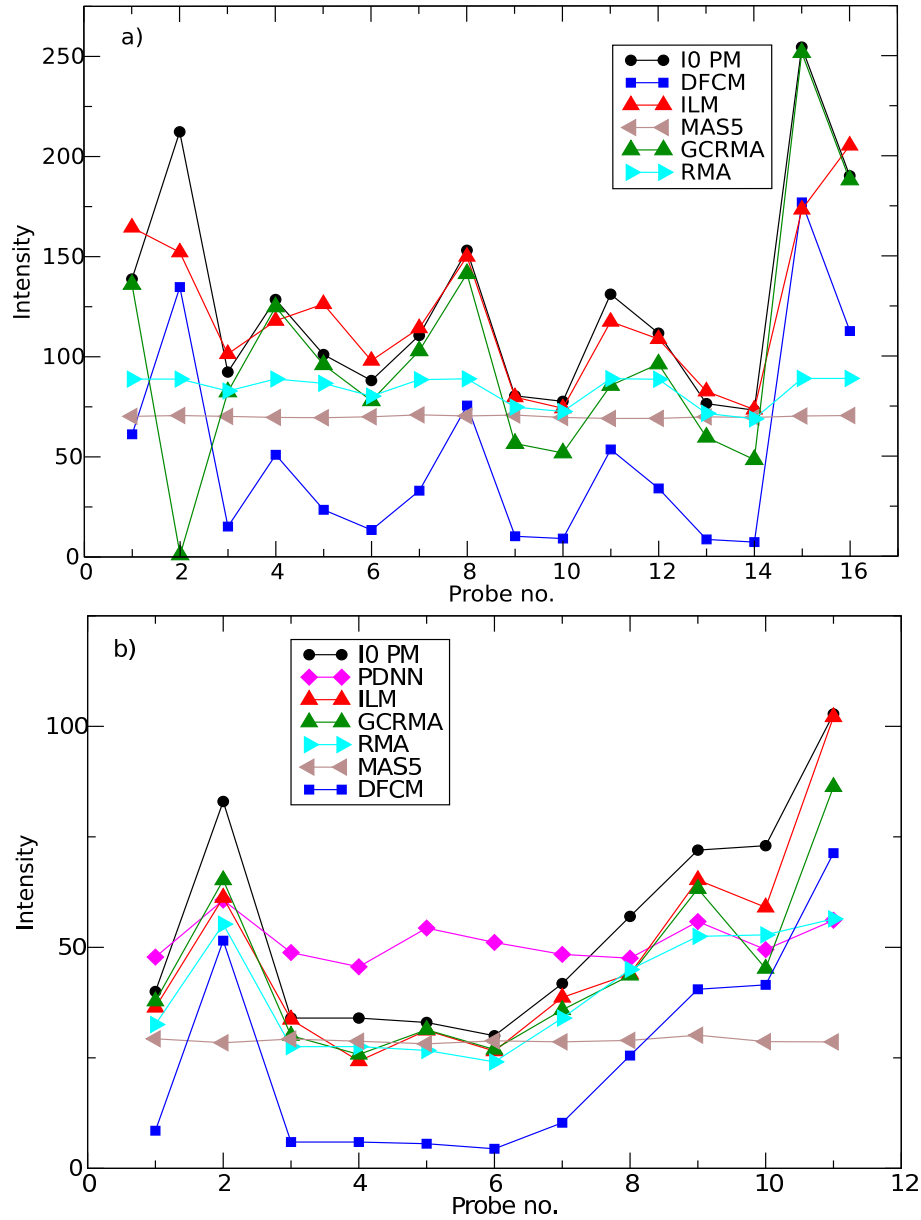 a)
I0 PM
DFCM
ILM
MAS5
GCRMA
RMA
Intensity
250
200
150
100
50
0
0 2 4 6 8 10 12 14 16
Probe no.
b)
I0 PM
PDNN
ILM
GCRMA
RMA
MAS5
DFCM
Intensity
100
50
0
0 2 4 6 8 10 12
Probe no.